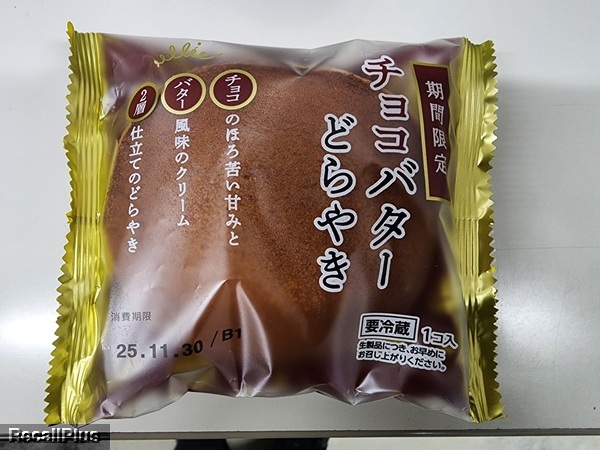 ellie
期間限定
チョコバター
どらやき
チョコのほろ苦い甘みと
バター風味のクリーム
2層仕立てのどらやき
消費期限
25.11.30 /B1
要冷蔵 1コ入
生製品につき、お早めに
お召し上がりください。
RecallPlus